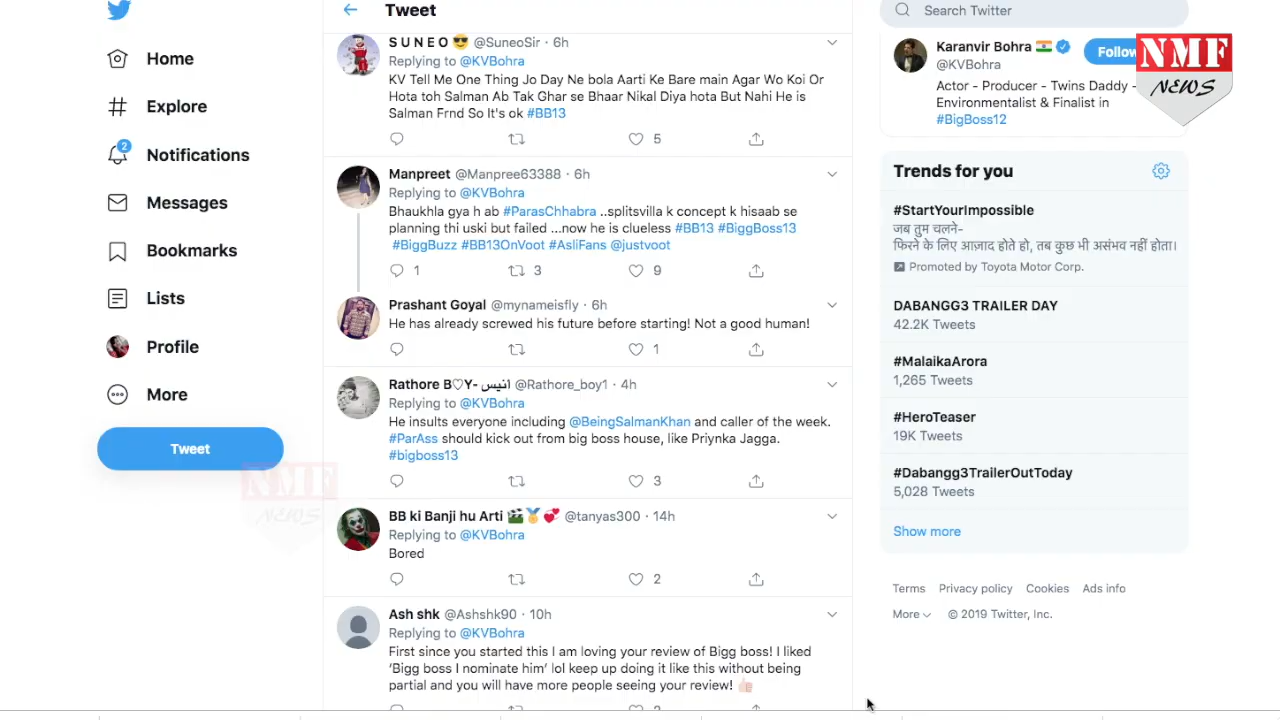 Home
Explore
2
Notifications
Messages
Bookmarks
Lists
Profile
More
Tweet
NMF
NEWS
Tweet
S U N E O 😎 @SuneoSir · 6h
Replying to @KVBohra
KV Tell Me One Thing Jo Day Ne bola Aarti Ke Bare main Agar Wo Koi Or
Hota toh Salman Ab Tak Ghar se Bhaar Nikal Diya hota But Nahi He is
Salman Frnd So It's ok #BB13
5
Manpreet @Manpree63388 · 6h
Replying to @KVBohra
Bhaukhla gya h ab #ParasChhabra ..splitsvilla k concept k hisaab se
planning thi uski but failed ...now he is clueless #BB13 #BiggBoss13
#BiggBuzz #BB13OnVoot #AsliFans @justvoot
1 3 9
Prashant Goyal @mynameisfly · 6h
He has already screwed his future before starting! Not a good human!
1
Rathore B♡Y- انیس @Rathore_boy1 · 4h
Replying to @KVBohra
He insults everyone including @BeingSalmanKhan and caller of the week.
#ParAss should kick out from big boss house, like Priynka Jagga.
#bigboss13
3
BB ki Banji hu Arti 🎬🏅💞 @tanyas300 · 14h
Replying to @KVBohra
Bored
2
Ash shk @Ashshk90 · 10h
Replying to @KVBohra
First since you started this I am loving your review of Bigg boss! I liked
‘Bigg boss I nominate him’ lol keep up doing it like this without being
partial and you will have more people seeing your review! 👍🏻
Search Twitter
Karanvir Bohra 🇮🇳
@KVBohra
Follow
Actor - Producer - Twins Daddy -
Environmentalist & Finalist in
#BigBoss12
NMF
NEWS
Trends for you
#StartYourImpossible
जब तुम चलने-
फिरने के लिए आज़ाद होते हो, तब कुछ भी असंभव नहीं होता।
Promoted by Toyota Motor Corp.
DABANGG3 TRAILER DAY
42.2K Tweets
#MalaikaArora
1,265 Tweets
#HeroTeaser
19K Tweets
#Dabangg3TrailerOutToday
5,028 Tweets
Show more
Terms Privacy policy Cookies Ads info
More © 2019 Twitter, Inc.